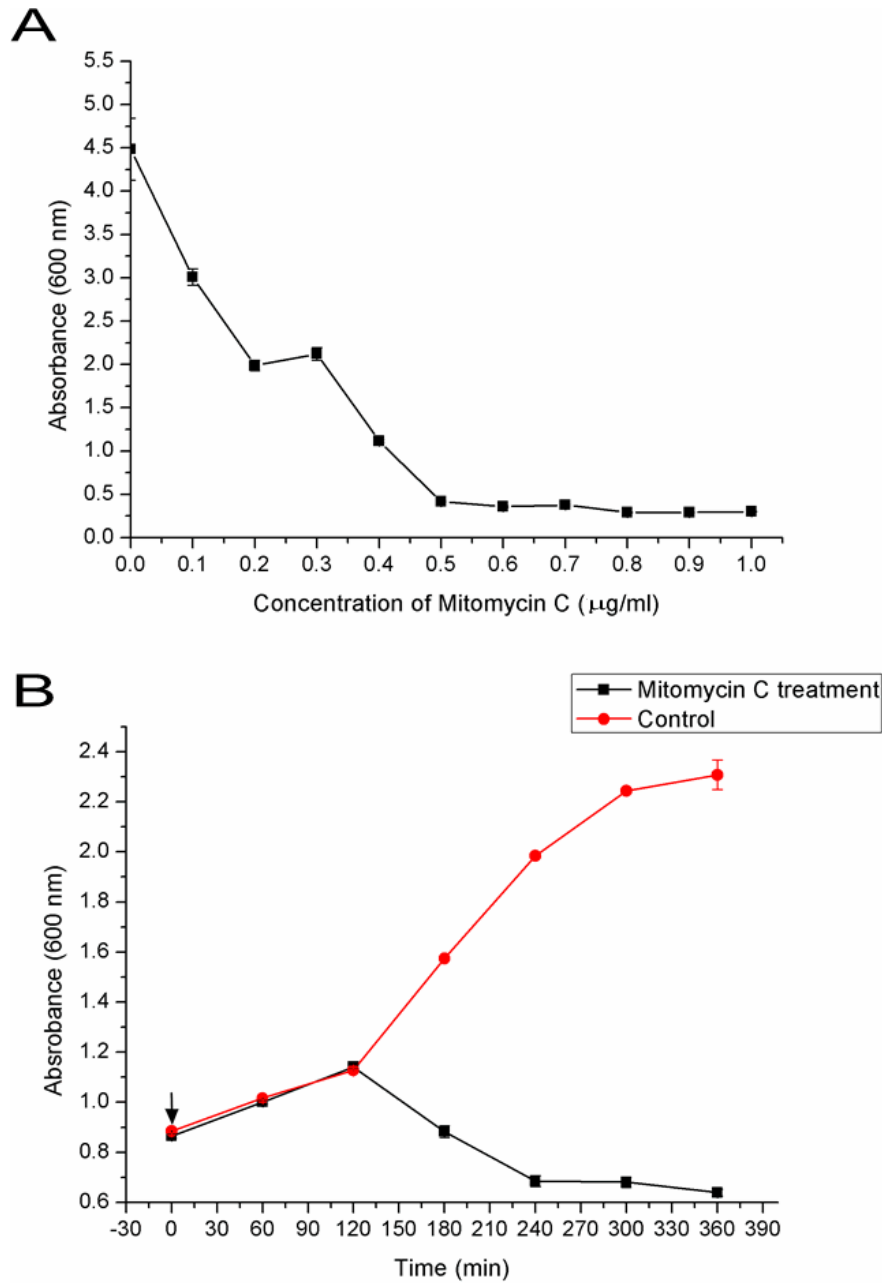 A
5.5
5.0
4.5
4.0
3.5
3.0
2.5
2.0
1.5
1.0
0.5
0.0
Absorbance (600 nm)
0.0 0.1 0.2 0.3 0.4 0.5 0.6 0.7 0.8 0.9 1.0
Concentration of Mitomycin C (μg/ml)
B
Mitomycin C treatment
Control
2.4
2.2
2.0
1.8
1.6
1.4
1.2
1.0
0.8
0.6
Absrobance (600 nm)
-30 0 30 60 90 120 150 180 210 240 270 300 330 360 390
Time (min)